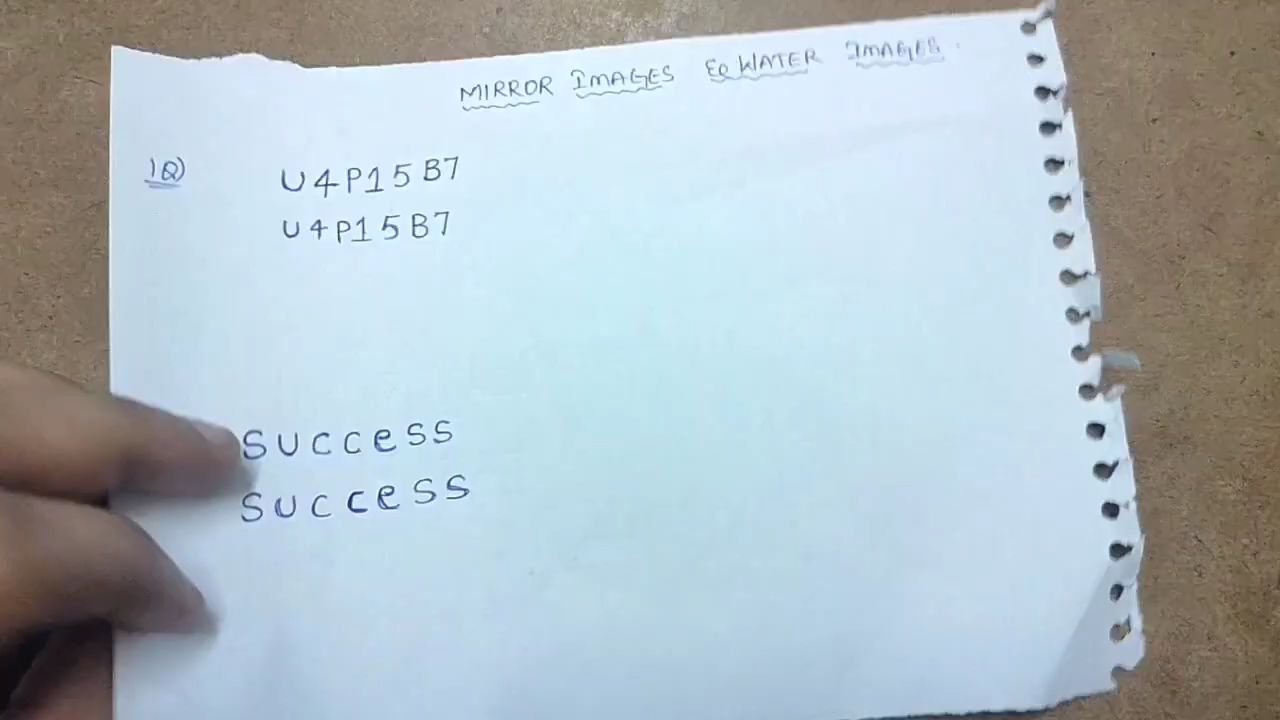 MIRROR IMAGES & WATER IMAGES.
1Q) U4P15B7
U4P15B7
SUCCeSS
SUCCeSS